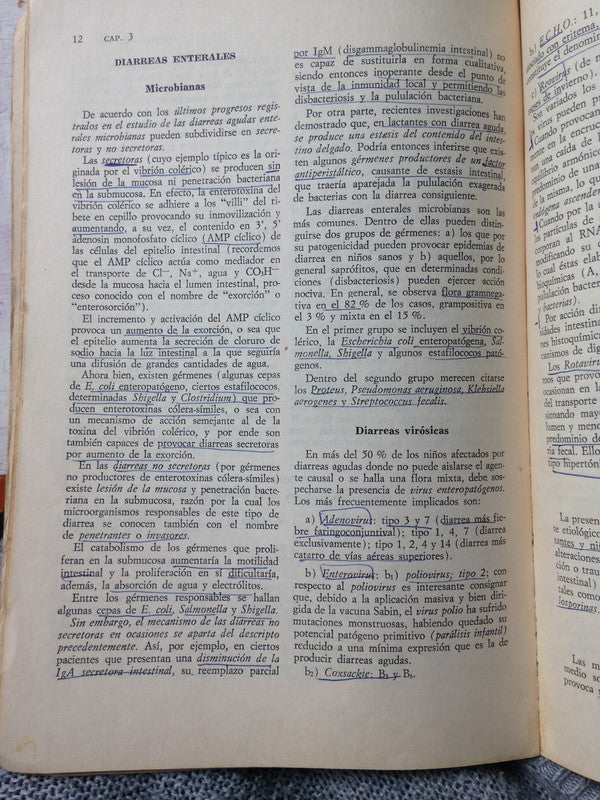 12 CAP. 3
DIARREAS ENTERALES
Microbianas
De acuerdo con los últimos progresos regis-
trados en el estudio de las diarreas agudas ente-
rales microbianas pueden subdividirse en secre-
toras y no secretoras.
Las secretoras (cuyo ejemplo típico es la ori-
ginada por el vibrión colérico) se producen sin
lesión de la mucosa ni penetración bacteriana
en la submucosa. En efecto, la enterotoxina del
vibrión colérico se adhiere a los "villi" del ri-
bete en cepillo provocando su inmovilización y
aumentando, a su vez, el contenido en 3', 5'
adenosin monofosfato cíclico (AMP cíclico) de
las células del epitelio intestinal (recordemos
que el AMP cíclico actúa como mediador en
el transporte de Cl—, Na+, agua y CO3H—
desde la mucosa hacia el lumen intestinal, pro-
ceso conocido con el nombre de "exorción" o
"enterosorción").
El incremento y activación del AMP cíclico
provoca un aumento de la exorción, o sea que
el epitelio aumenta la secreción de cloruro de
sodio hacia la luz intestinal a la que seguiría
una difusión de grandes cantidades de agua.
Ahora bien, existen gérmenes (algunas cepas
de E. coli enteropatógeno, ciertos estafilococos,
determinadas Shigella y Clostridium) que pro-
ducen enterotoxinas cólera-símiles, o sea con
un mecanismo de acción semejante al de la
toxina del vibrión colérico, y por ende son
también capaces de provocar diarreas secretoras
por aumento de la exorción.
En las diarreas no secretoras (por gérmenes
no productores de enterotoxinas cólera-símiles)
existe lesión de la mucosa y penetración bacte-
riana en la submucosa, razón por la cual los
microorganismos responsables de este tipo de
diarrea se conocen también con el nombre
de penetrantes o invasores.
El catabolismo de los gérmenes que proli-
feran en la submucosa aumentaría la motilidad
intestinal y la proliferación en sí dificultaría,
además, la absorción de agua y electrólitos.
Entre los gérmenes responsables se hallan
algunas cepas de E. coli, Salmonella y Shigella.
Sin embargo, el mecanismo de las diarreas no
secretoras en ocasiones se aparta del descripto
precedentemente. Así, por ejemplo, en ciertos
pacientes que presentan una disminución de la
IgA secretora intestinal, su reemplazo parcial
por IgM (disgammaglobulinemia intestinal) no
es capaz de sustituirla en forma cualitativa,
siendo entonces inoperante desde el punto de
vista de la inmunidad local y permitiendo las
disbacteriosis y la pululación bacteriana.
Por otra parte, recientes investigaciones han
demostrado que, en lactantes con diarrea aguda,
se produce una estasis del contenido del intes-
tino delgado. Podría entonces inferirse que exis-
ten algunos gérmenes productores de un factor
antiperistáltico, causante de estasis intestinal,
que traería aparejada la pululación exagerada
de bacterias con la diarrea consiguiente.
Las diarreas enterales microbianas son las
más comunes. Dentro de ellas pueden distin-
guirse dos grupos de gérmenes: a) los que por
su patogenicidad pueden provocar epidemias de
diarrea en niños sanos y b) aquellos, por lo
general saprófitos, que en determinadas condi-
ciones (disbacteriosis) pueden ejercer acción
nociva. En general, se observa flora gramnega-
tiva en el 82 % de los casos, grampositiva en
el 3 % y mixta en el 15 %.
En el primer grupo se incluyen el vibrión co-
lérico, la Escherichia coli enteropatógena, Sal-
monella, Shigella y algunos estafilococos pató-
genos.
Dentro del segundo grupo merecen citarse
los Proteus, Pseudomonas aeruginosa, Klebsiella
aerogenes y Streptococcus fecalis.
Diarreas virósicas
En más del 50 % de los niños afectados por
diarreas agudas donde no puede aislarse el agen-
te causal o se halla una flora mixta, debe sos-
pecharse la presencia de virus enteropatógenos.
Los más frecuentemente implicados son:
a) Adenovirus: tipo 3 y 7 (diarrea más fie-
bre faringoconjuntival); tipo 1, 4, 7 (diarrea
exclusivamente); tipo 1, 2, 4 y 14 (diarrea más
catarro de vías aéreas superiores).
b) Enterovirus: b1) poliovirus, tipo 2; con
respecto al poliovirus es interesante consignar
que, debido a la aplicación masiva y bien diri-
gida de la vacuna Sabin, el virus polio ha sufrido
mutaciones monstruosas, habiendo quedado su
potencial patógeno primitivo (parálisis infantil)
reducido a una mínima expresión que es la de
producir diarreas agudas.
b2) Coxsackie: B3 y B6.